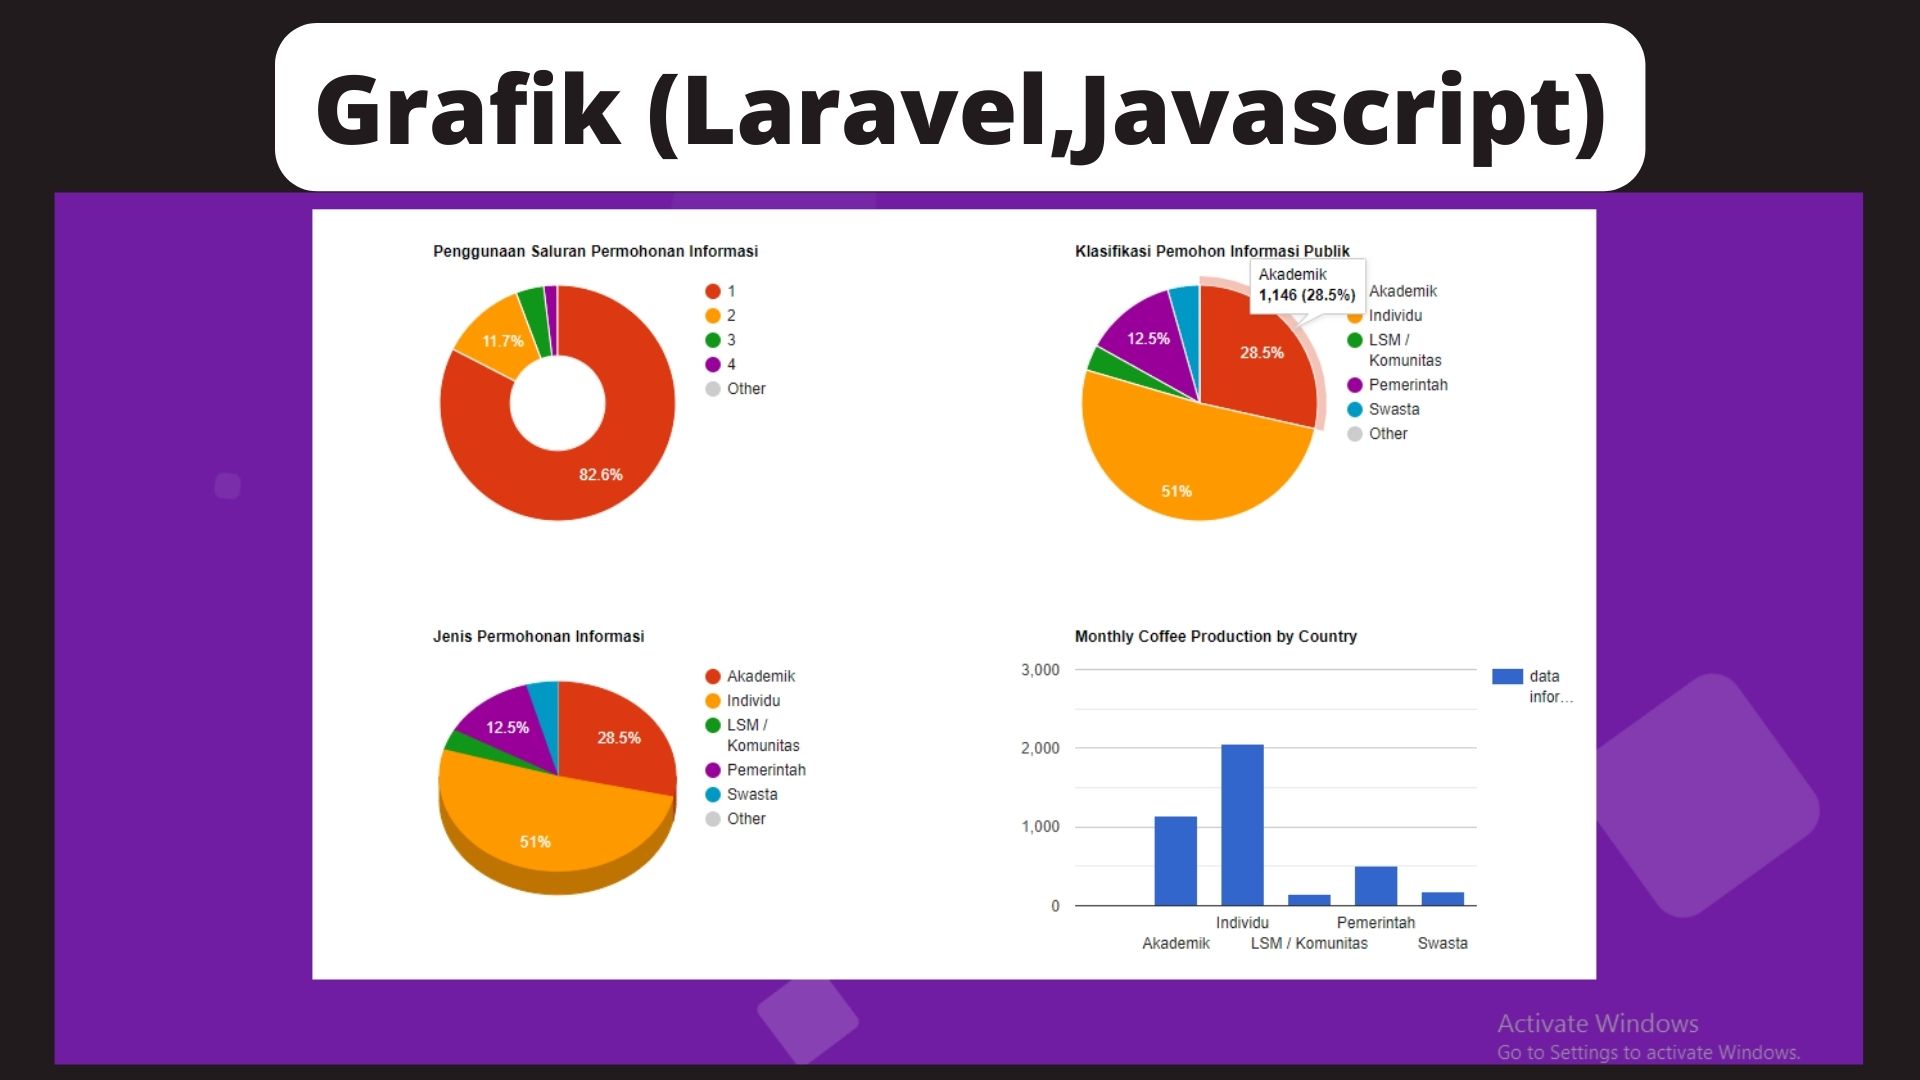 Grafik (Laravel,Javascript)
Penggunaan Saluran Permohonan Informasi
1
2
3
4
Other
11.7%
82.6%
Klasifikasi Pemohon Informasi Publik
Akademik
1,146 (28.5%)
Akademik
Individu
LSM /
Komunitas
Pemerintah
Swasta
Other
12.5%
28.5%
51%
Jenis Permohonan Informasi
Akademik
Individu
LSM /
Komunitas
Pemerintah
Swasta
Other
12.5%
28.5%
51%
Monthly Coffee Production by Country
3,000
2,000
1,000
0
data
infor...
Individu
Pemerintah
Akademik
LSM / Komunitas
Swasta
Activate Windows
Go to Settings to activate Windows.